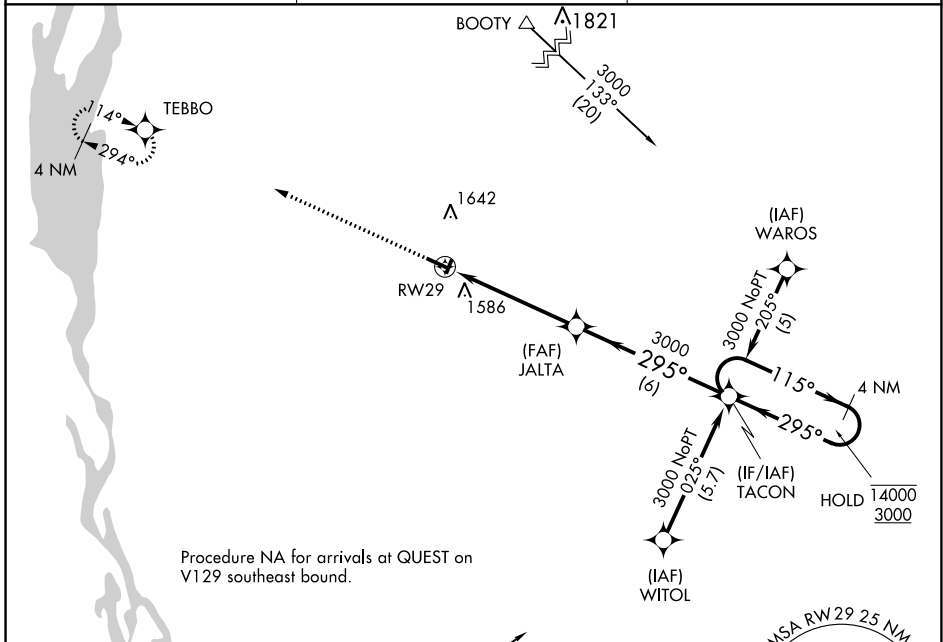 BOOTY
1821
3000
133°
(20)
TEBBO
114°
294°
4 NM
1642
RW29
1586
(IAF)
WAROS
3000 NoPT
205°
(5)
(FAF)
JALTA
3000
295°
(6)
115°
4 NM
295°
3000 NoPT
025°
(5.7)
(IF/IAF)
TACON
HOLD
14000
3000
(IAF)
WITOL
Procedure NA for arrivals at QUEST on
V129 southeast bound.
MSA RW 29 25 NM